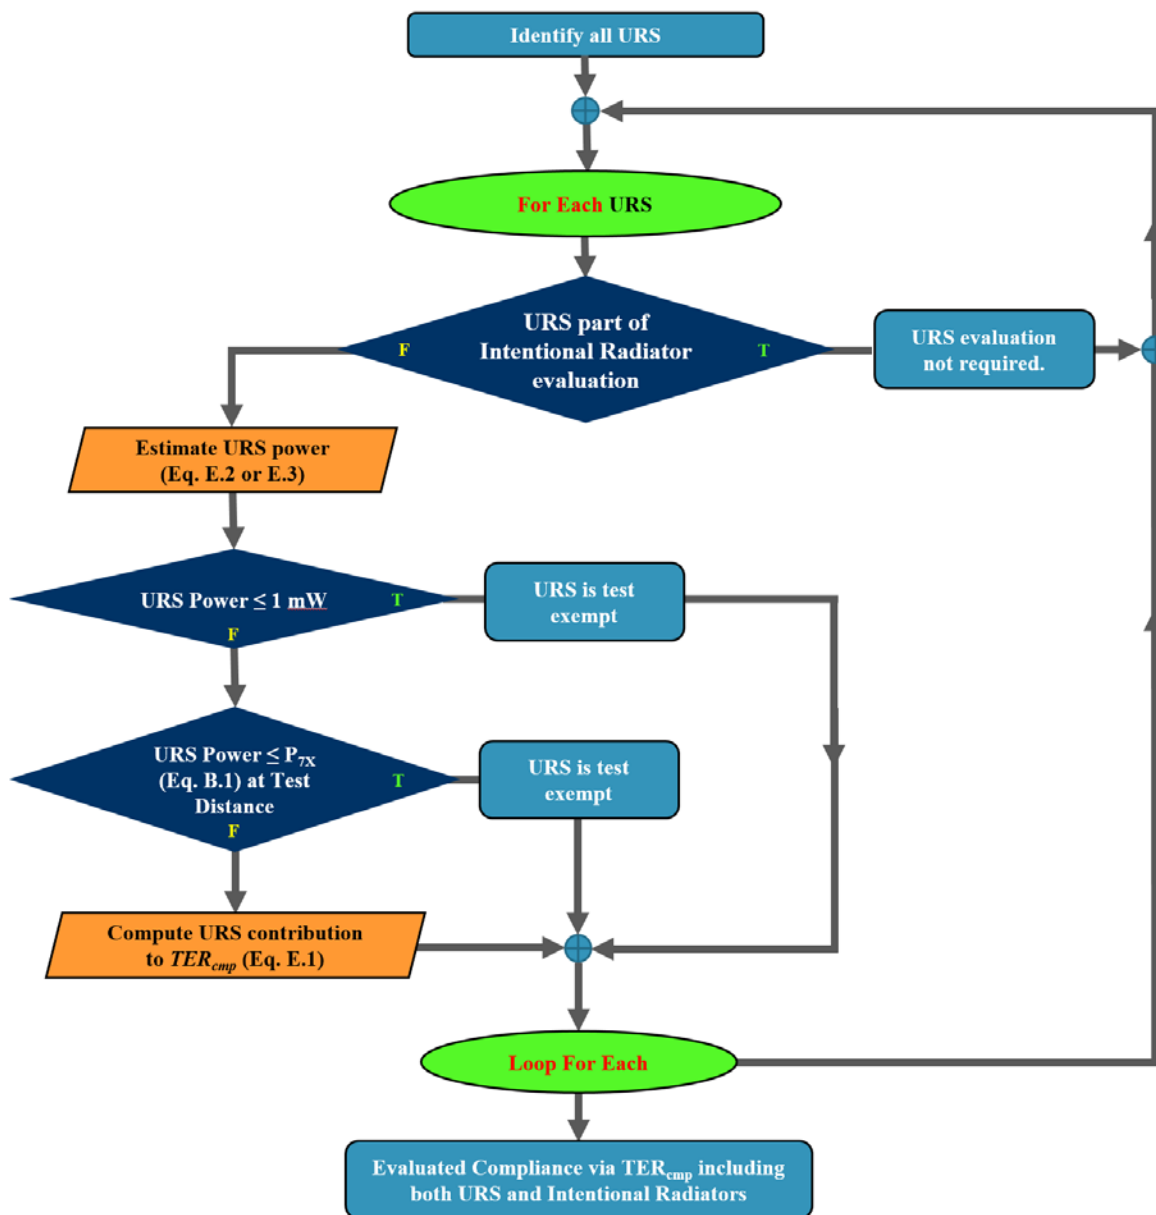 Identify all URS
For Each URS
URS part of
Intentional Radiator
evaluation
F
T
URS evaluation
not required.
Estimate URS power
(Eq. E.2 or E.3)
URS Power ≤ 1 mW
T
F
URS is test
exempt
URS Power ≤ P7X
(Eq. B.1) at Test
Distance
T
F
URS is test
exempt
Compute URS contribution
to TERcmp (Eq. E.1)
Loop For Each
Evaluated Compliance via TERcmp including
both URS and Intentional Radiators